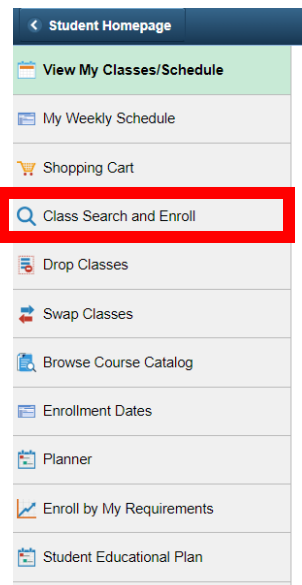 Student Homepage
View My Classes/Schedule
My Weekly Schedule
Shopping Cart
Class Search and Enroll
Drop Classes
Swap Classes
Browse Course Catalog
Enrollment Dates
Planner
Enroll by My Requirements
Student Educational Plan